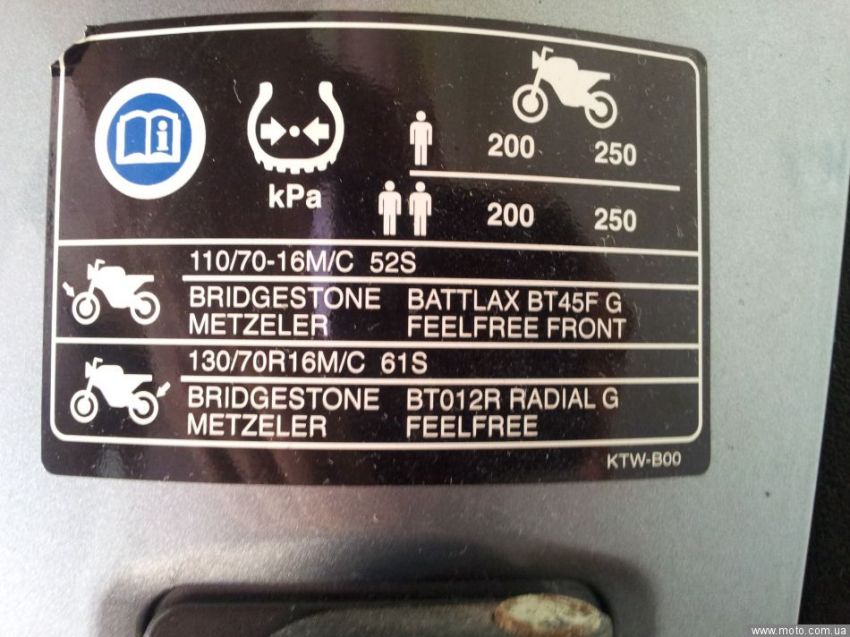 kPa
200 250
200 250
110/70-16M/C 52S
BRIDGESTONE BATTLAX BT45F G
METZELER FEELFREE FRONT
130/70R16M/C 61S
BRIDGESTONE BT012R RADIAL G
METZELER FEELFREE
KTW-B00
www.moto.com.ua